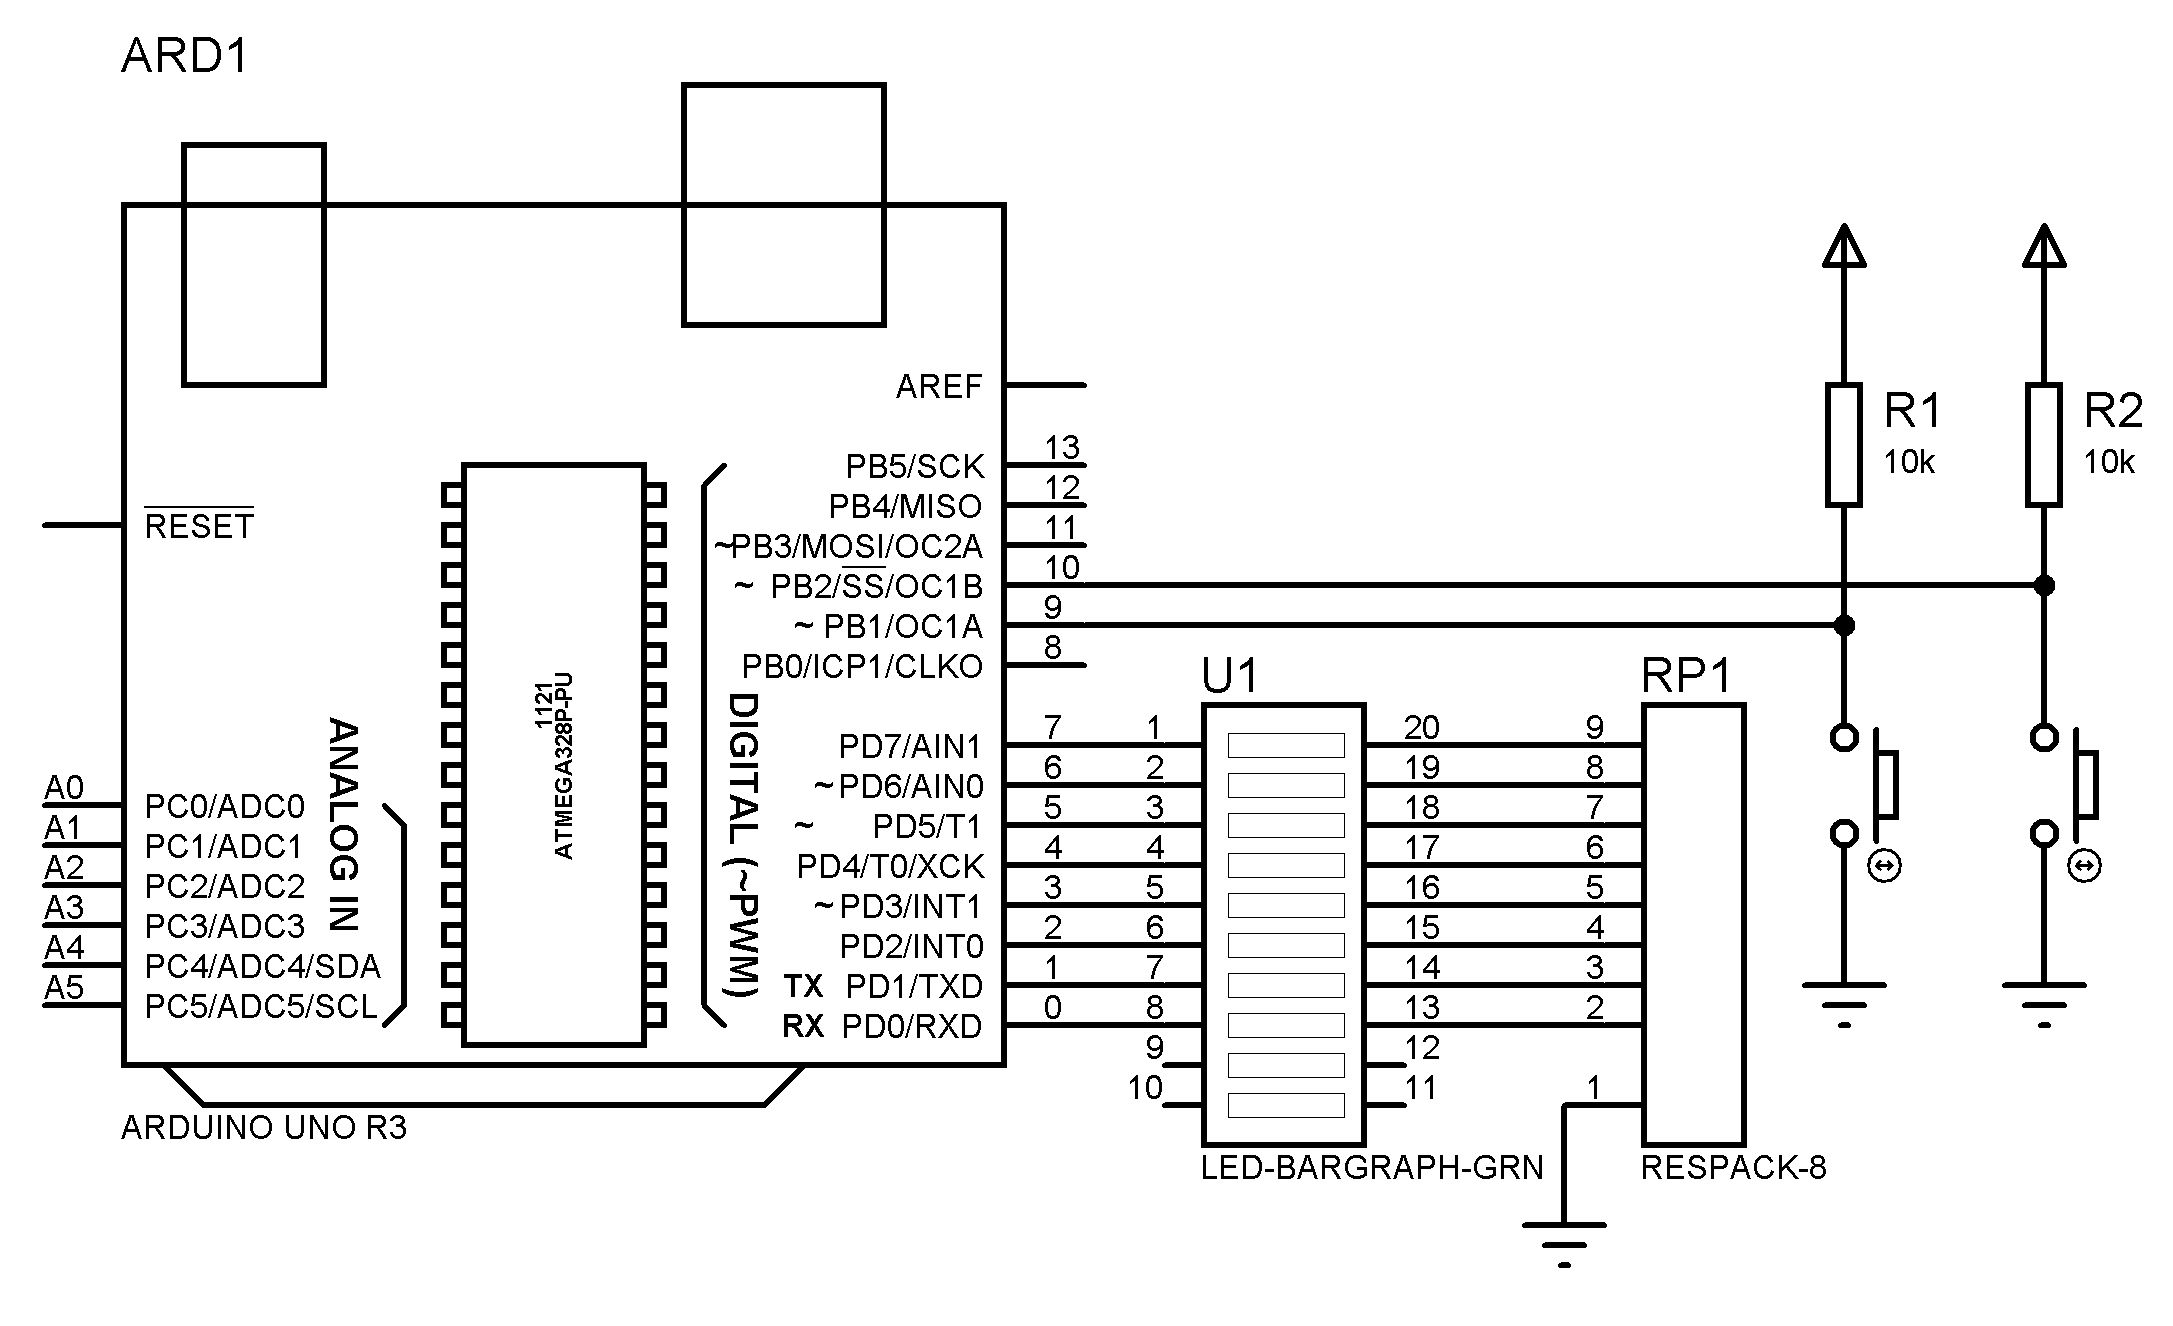 ARD1
AREF
13
PB5/SCK
12
PB4/MISO
11
~PB3/MOSI/OC2A
10
~ PB2/SS/OC1B
9
~ PB1/OC1A
8
PB0/ICP1/CLKO
RESET
R1
10k
R2
10k
1121
ATMEGA328P-PU
DIGITAL (~PWM)
ANALOG IN
7
PD7/AIN1
6
~PD6/AIN0
5
~ PD5/T1
4
PD4/T0/XCK
3
~PD3/INT1
2
PD2/INT0
1
TX PD1/TXD
0
RX PD0/RXD
A0
PC0/ADC0
A1
PC1/ADC1
A2
PC2/ADC2
A3
PC3/ADC3
A4
PC4/ADC4/SDA
A5
PC5/ADC5/SCL
ARDUINO UNO R3
U1
1 20
2 19
3 18
4 17
5 16
6 15
7 14
8 13
9 12
10 11
LED-BARGRAPH-GRN
RP1
9
8
7
6
5
4
3
2
1
RESPACK-8